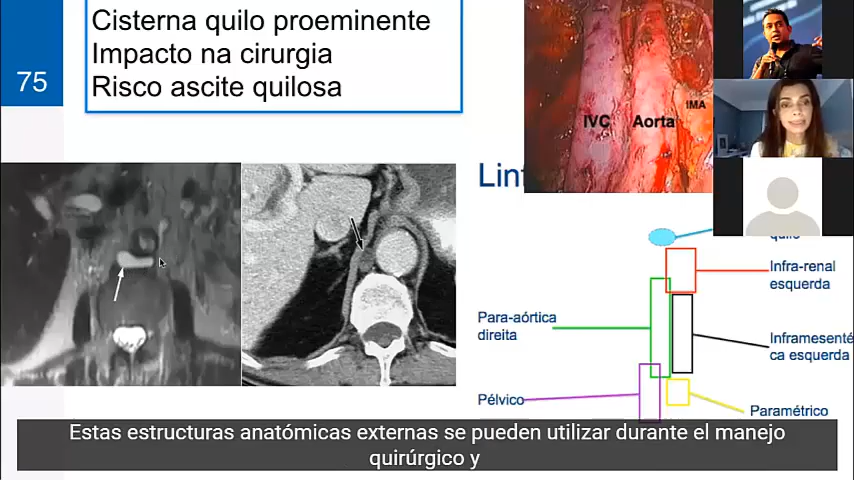 75
Cisterna quilo proeminente
Impacto na cirurgia
Risco ascite quilosa
IVC
Aorta
IMA
quilo
Infra-renal
esquerda
Para-aórtica
direita
Inframesenté
ca esquerda
Pélvico
Paramétrico
Estas estructuras anatómicas externas se pueden utilizar durante el manejo
quirúrgico y